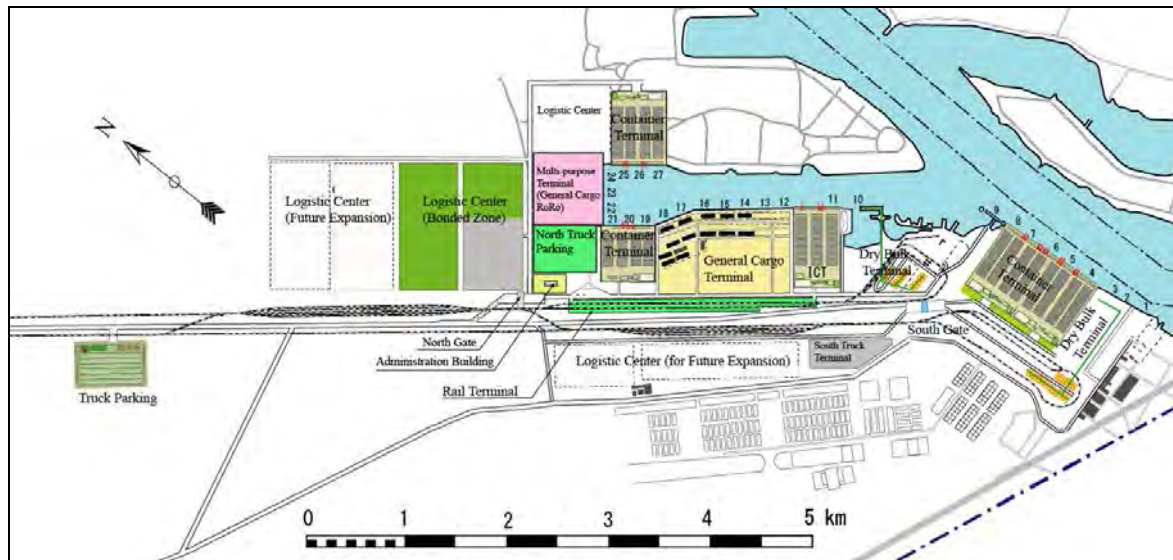 N
Logistic Center
Container
Terminal
25 26 27
Multi-purpose
Terminal
(General Cargo
RoRo)
24
23
22
Logistic Center
(Future Expansion)
Logistic Center
(Bonded Zone)
North Truck
Parking
21 20 19
Container
Terminal
18 17 16 15 14 13 12
General Cargo
Terminal
11
ICT
10
Dry Bulk
Terminal
9 8 7 6 5 4
Container
Terminal
3 2 1
Dry Bulk
Terminal
South Gate
North Gate
Administration Building
Rail Terminal
Logistic Center (for Future Expansion)
South Truck
Terminal
Truck Parking
0 1 2 3 4 5 km